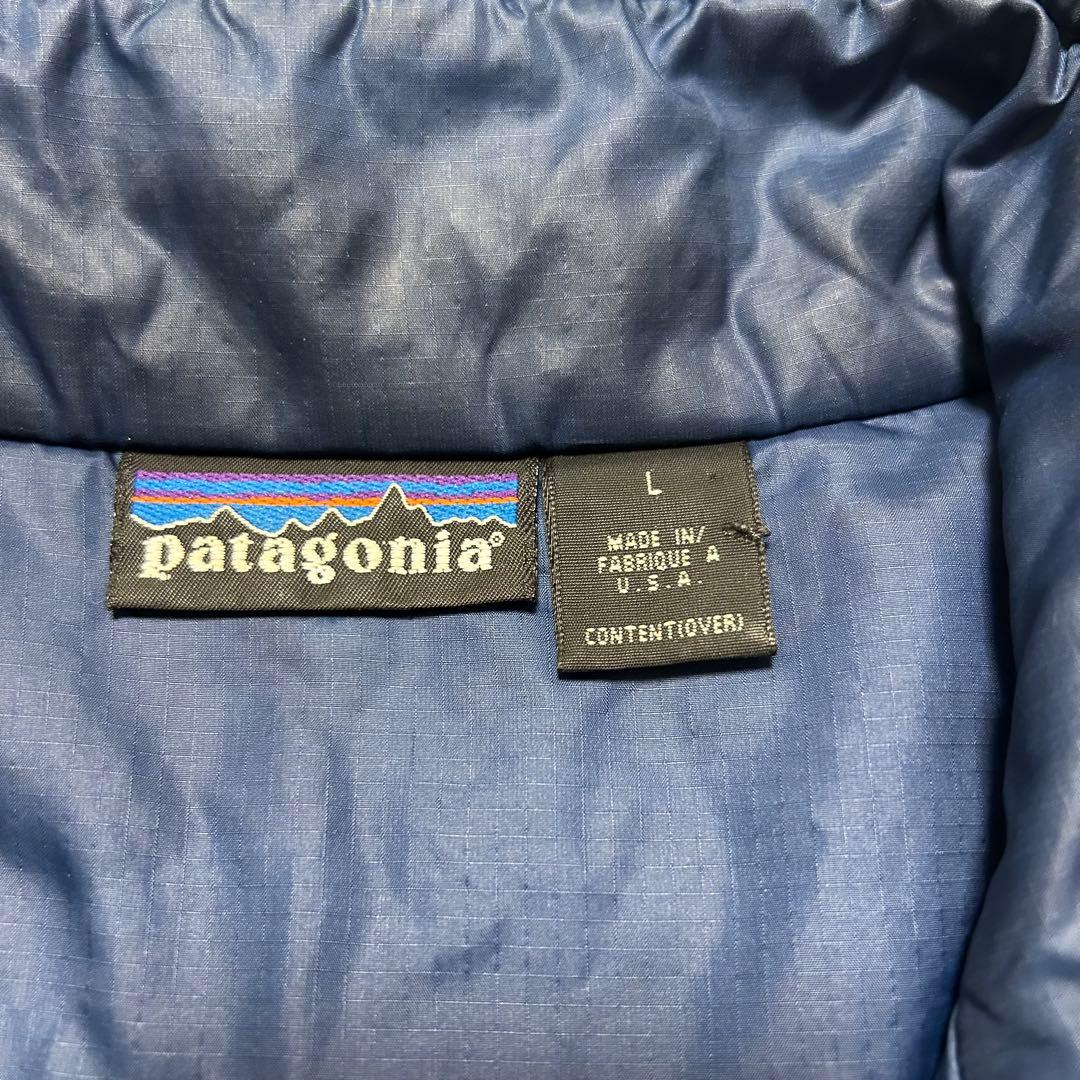 patagonia®
L
MADE IN/
FABRIQUE A
U.S.A.
CONTENT(OVER)